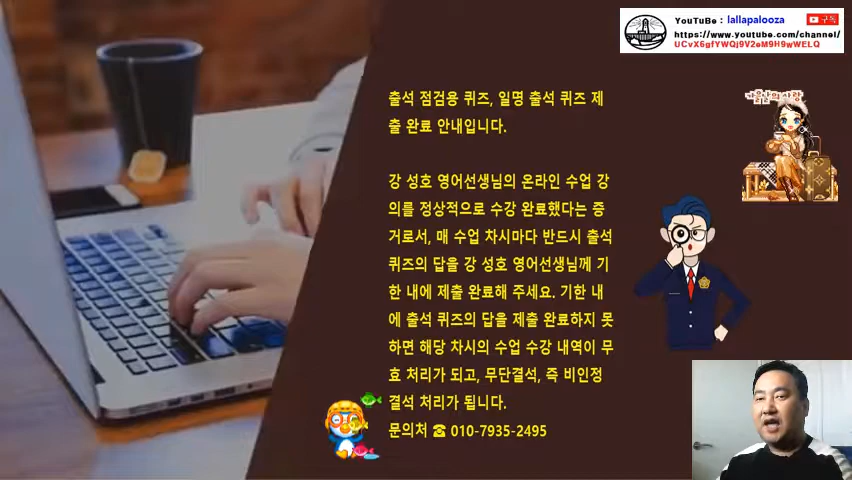 YouTuBe : lallapalooza
구독
https://www.youtube.com/channel/
UCvX6gfYWQj9V2eM9H9wWELQ
가을날의 사랑
출석 점검용 퀴즈, 일명 출석 퀴즈 제
출 완료 안내입니다.
강 성호 영어선생님의 온라인 수업 강
의를 정상적으로 수강 완료했다는 증
거로서, 매 수업 차시마다 반드시 출석
퀴즈의 답을 강 성호 영어선생님께 기
한 내에 제출 완료해 주세요. 기한 내
에 출석 퀴즈의 답을 제출 완료하지 못
하면 해당 차시의 수업 수강 내역이 무
효 처리가 되고, 무단결석, 즉 비인정
결석 처리가 됩니다.
문의처 ☎ 010-7935-2495